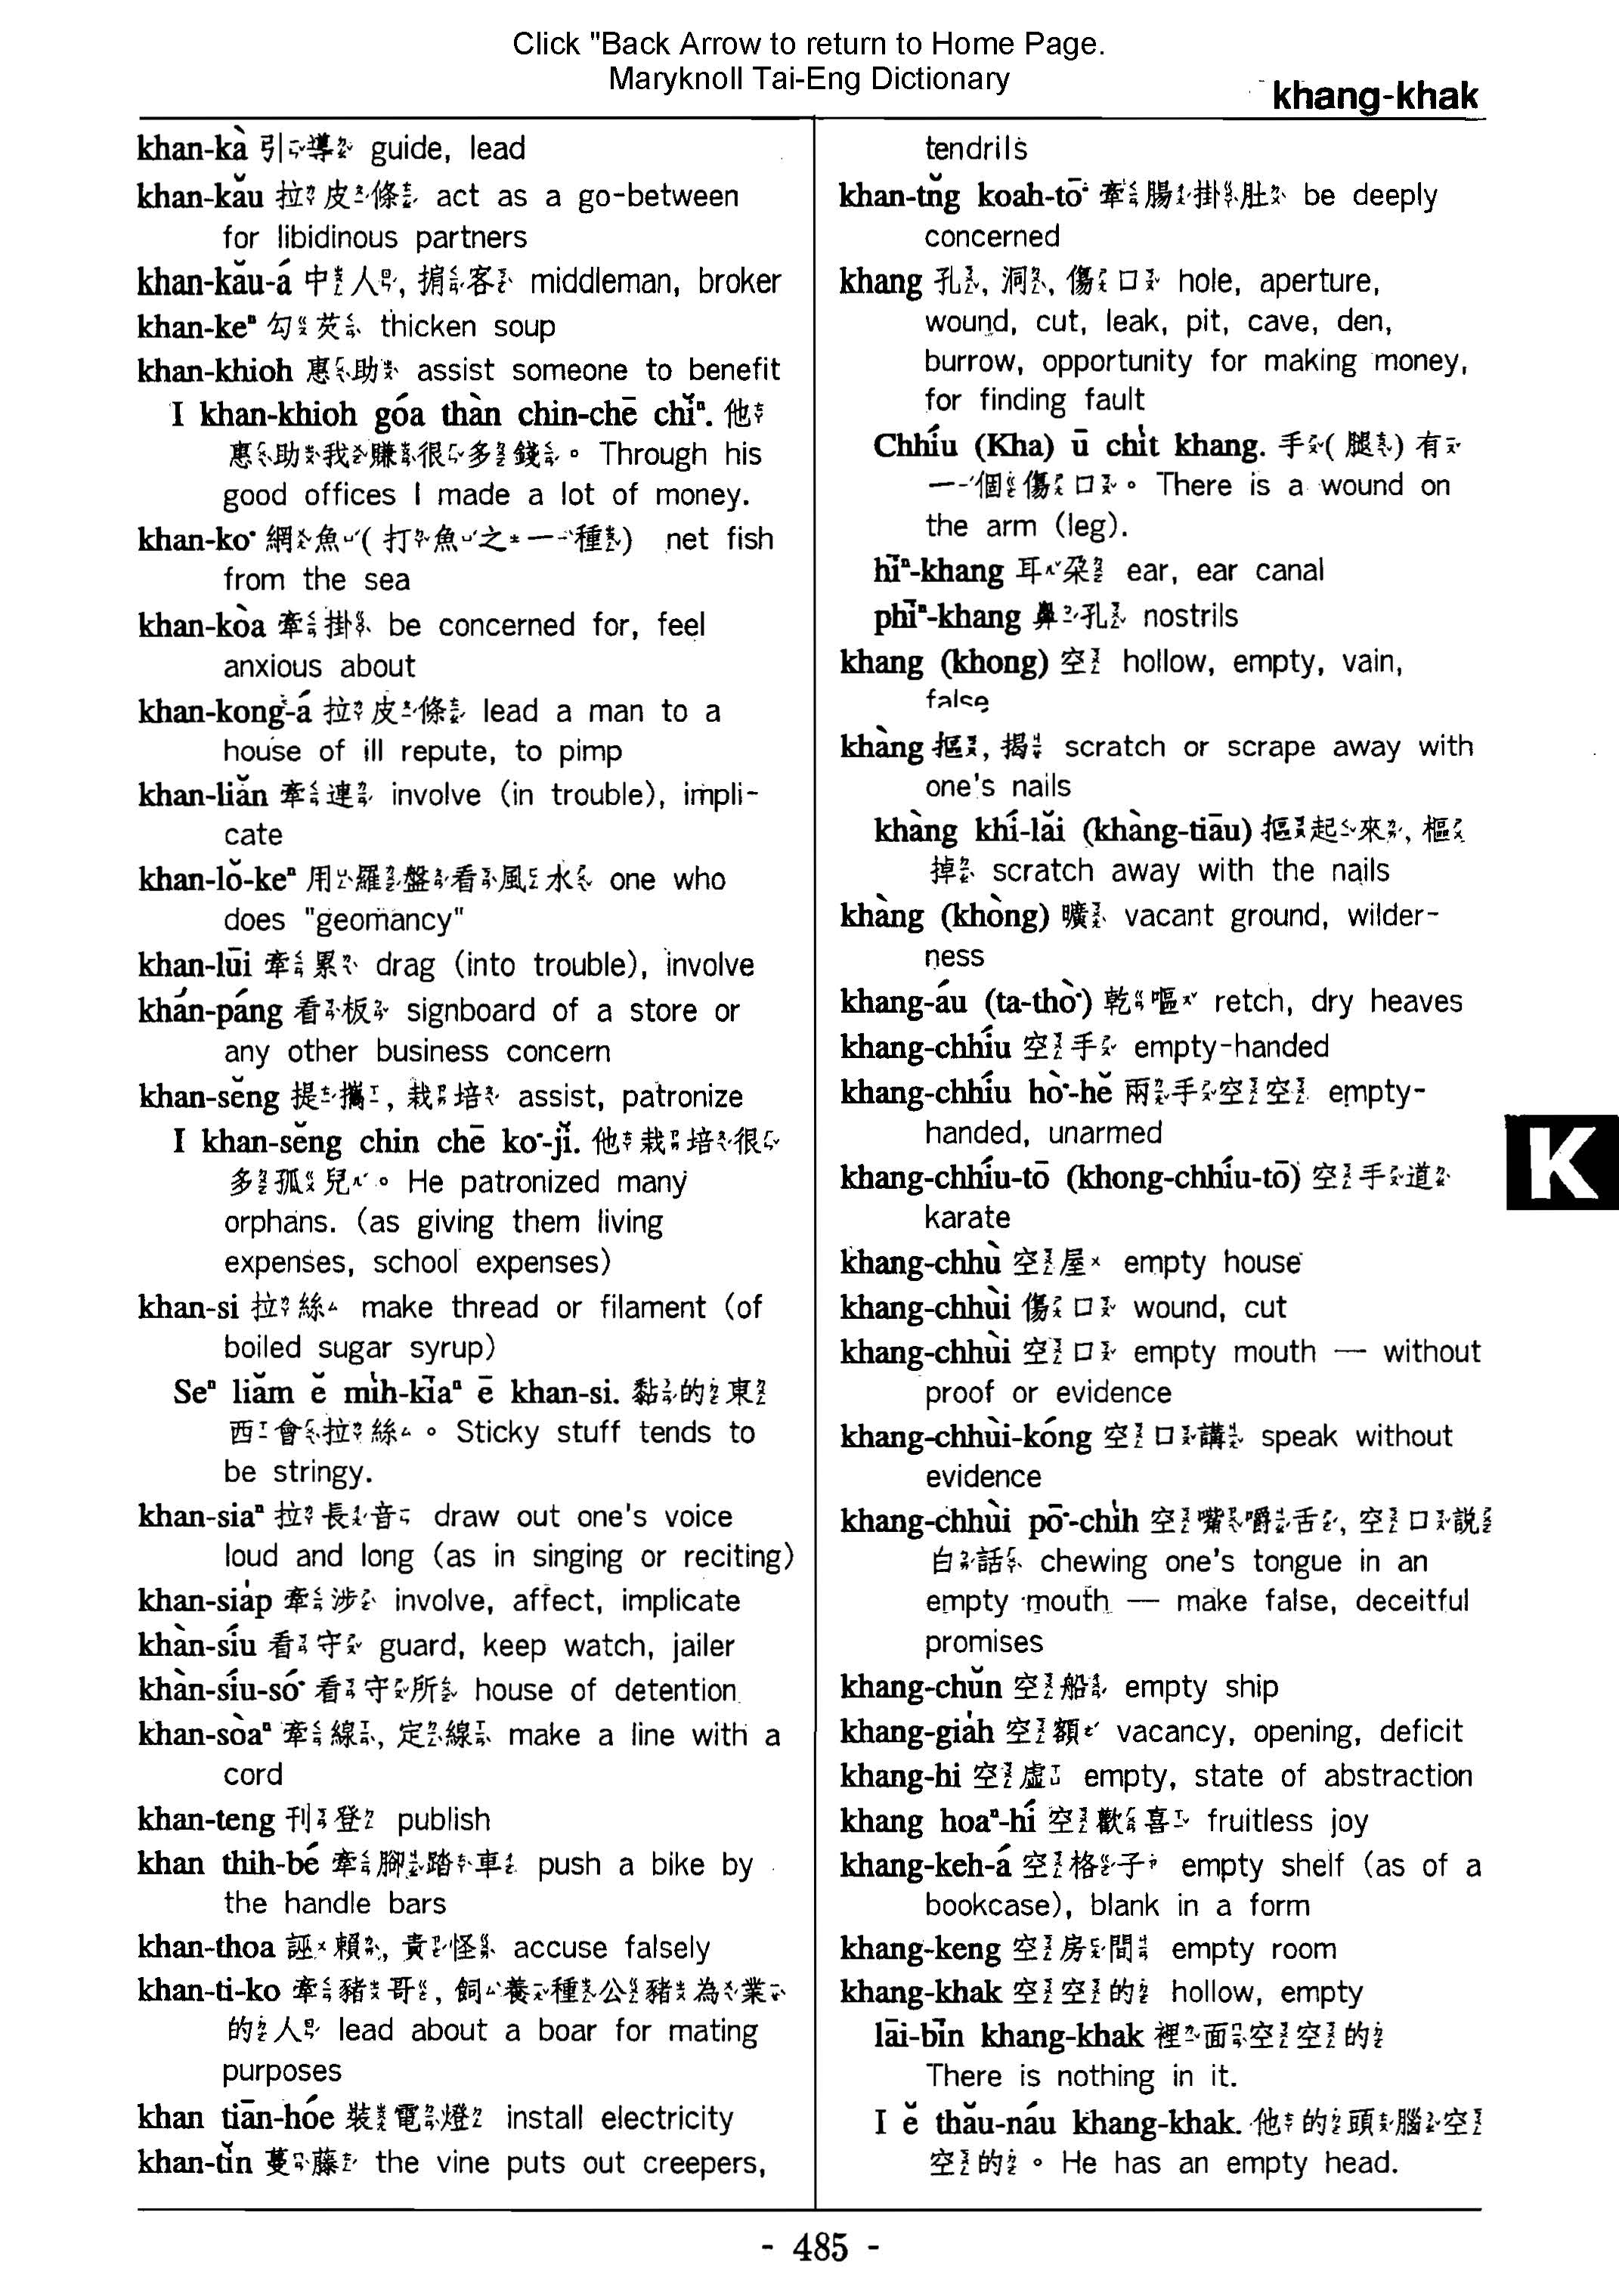 Click "Back Arrow to return to Home Page.
Maryknoll Tai-Eng Dictionary
khang-khak
khan-kà 引導 guide, lead
khan-kău 拉皮條 act as a go-between
for libidinous partners
khan-kău-á 中人, 掮客 middleman, broker
khan-keⁿ 勾芡 thicken soup
khan-khioh 惠助 assist someone to benefit
I khan-khioh góa thàn chin-chē chĭⁿ. 他
惠助我賺很多錢。 Through his
good offices I made a lot of money.
khan-ko͘ 網魚(打魚之一種) net fish
from the sea
khan-kòa 牽掛 be concerned for, feel
anxious about
khan-kong-á 拉皮條 lead a man to a
house of ill repute, to pimp
khan-liăn 牽連 involve (in trouble), impli-
cate
khan-lŏ-keⁿ 用羅盤看風水 one who
does "geomancy"
khan-lūi 牽累 drag (into trouble), involve
khán-páng 看板 signboard of a store or
any other business concern
khan-sĕng 提攜, 栽培 assist, patronize
I khan-sĕng chin chē ko͘-jĭ. 他栽培很
多孤兒。 He patronized many
orphans. (as giving them living
expenses, school expenses)
khan-si 拉絲 make thread or filament (of
boiled sugar syrup)
Seⁿ liăm ĕ mi̍h-kīaⁿ ē khan-si. 黏的東
西會拉絲。 Sticky stuff tends to
be stringy.
khan-siaⁿ 拉長音 draw out one's voice
loud and long (as in singing or reciting)
khan-sia̍p 牽涉 involve, affect, implicate
khàn-síu 看守 guard, keep watch, jailer
khàn-síu-só͘ 看守所 house of detention
khan-sòaⁿ 牽線, 定線 make a line with a
cord
khan-teng 刊登 publish
khan thih-bé 牽腳踏車 push a bike by
the handle bars
khan-thoa 誣賴, 責怪 accuse falsely
khan-ti-ko 牽豬哥, 飼養種公豬為業
的人 lead about a boar for mating
purposes
khan tiān-hóe 裝電燈 install electricity
khan-tĭn 蔓藤 the vine puts out creepers,
tendrils
khan-tn̆g koah-tō͘ 牽腸掛肚 be deeply
concerned
khang 孔, 洞, 傷口 hole, aperture,
wound, cut, leak, pit, cave, den,
burrow, opportunity for making money,
for finding fault
Chhíu (Kha) ū chi̍t khang. 手(腿)有
一個傷口。 There is a wound on
the arm (leg).
hīⁿ-khang 耳朶 ear, ear canal
phīⁿ-khang 鼻孔 nostrils
khang (khong) 空 hollow, empty, vain,
false
khàng 摳, 揭 scratch or scrape away with
one's nails
khàng khí-lăi (khàng-tiāu) 摳起來, 樞
掉 scratch away with the nails
khàng (khòng) 曠 vacant ground, wilder-
ness
khang-áu (ta-thò͘) 乾嘔 retch, dry heaves
khang-chhíu 空手 empty-handed
khang-chhíu hò͘-hĕ 兩手空空 empty-
handed, unarmed
khang-chhíu-tō (khong-chhíu-tō) 空手道
karate
khang-chhù 空屋 empty house
khang-chhùi 傷口 wound, cut
khang-chhùi 空口 empty mouth — without
proof or evidence
khang-chhùi-kóng 空口講 speak without
evidence
khang-chhùi pō͘-chi̍h 空嘴嚼舌, 空口說
白話 chewing one's tongue in an
empty mouth — make false, deceitful
promises
khang-chŭn 空船 empty ship
khang-gia̍h 空額 vacancy, opening, deficit
khang-hi 空虛 empty, state of abstraction
khang hoaⁿ-hí 空歡喜 fruitless joy
khang-keh-á 空格子 empty shelf (as of a
bookcase), blank in a form
khang-keng 空房間 empty room
khang-khak 空空的 hollow, empty
lāi-bīn khang-khak 裡面空空的
There is nothing in it.
I ĕ thău-náu khang-khak. 他的頭腦空
空的。 He has an empty head.
K
- 485 -